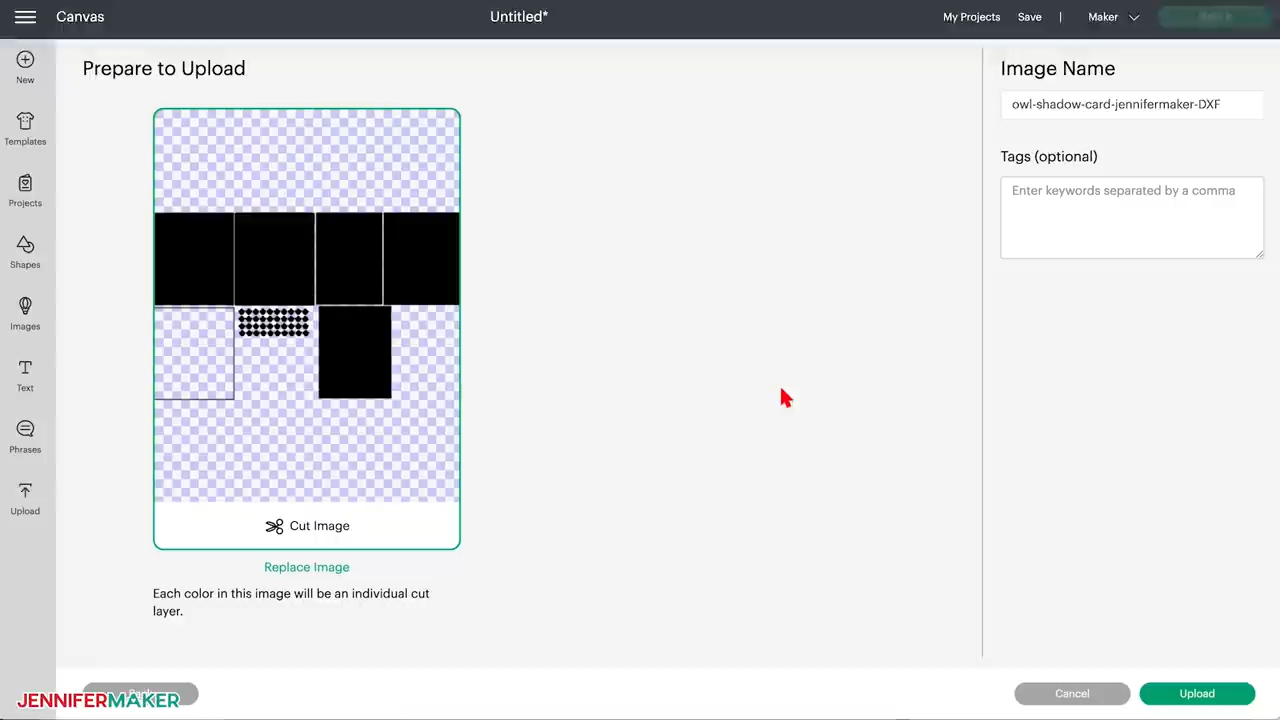 Canvas
Untitled*
My Projects
Save
|
Maker
New
Templates
Projects
Shapes
Images
Text
Phrases
Upload
Prepare to Upload
Cut Image
Replace Image
Each color in this image will be an individual cut
layer.
Image Name
owl-shadow-card-jennifermaker-DXF
Tags (optional)
Enter keywords separated by a comma
JENNIFERMAKER
Cancel
Upload